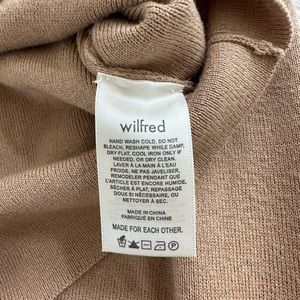 wilfred
HAND WASH COLD, DO NOT
BLEACH, RESHAPE WHILE DAMP,
DRY FLAT, COOL IRON ONLY IF
NEEDED, OR DRY CLEAN.
LAVER À LA MAIN À L'EAU
FROIDE, NE PAS JAVELISER,
REMODELER PENDANT QUE
L'ARTICLE EST ENCORE HUMIDE,
SÉCHER À PLAT, REPASSAGE
DOUX SI NÉCESSAIRE, OU
NETTOYER À SEC.
MADE IN CHINA
FABRIQUÉ EN CHINE
MADE FOR EACH OTHER.